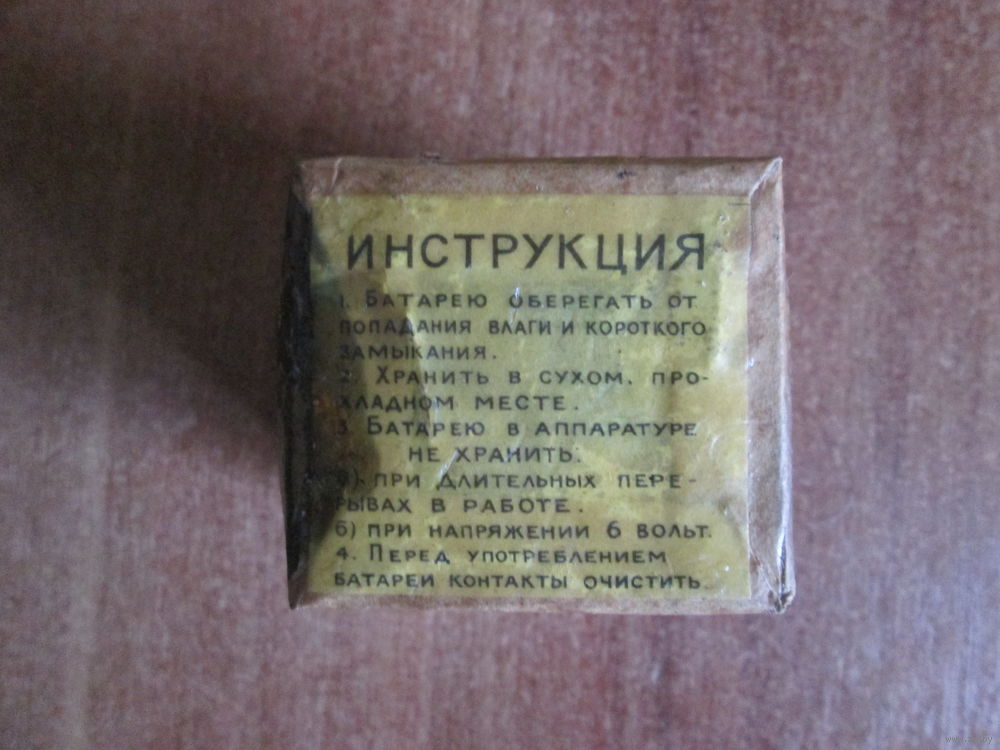 ИНСТРУКЦИЯ
1. БАТАРЕЮ ОБЕРЕГАТЬ ОТ
ПОПАДАНИЯ ВЛАГИ И КОРОТКОГО
ЗАМЫКАНИЯ.
2. ХРАНИТЬ В СУХОМ, ПРО-
ХЛАДНОМ МЕСТЕ.
3. БАТАРЕЮ В АППАРАТУРЕ
НЕ ХРАНИТЬ:
а) ПРИ ДЛИТЕЛЬНЫХ ПЕРЕ-
РЫВАХ В РАБОТЕ.
б) ПРИ НАПРЯЖЕНИИ 6 ВОЛЬТ.
4. ПЕРЕД УПОТРЕБЛЕНИЕМ
БАТАРЕИ КОНТАКТЫ ОЧИСТИТЬ.